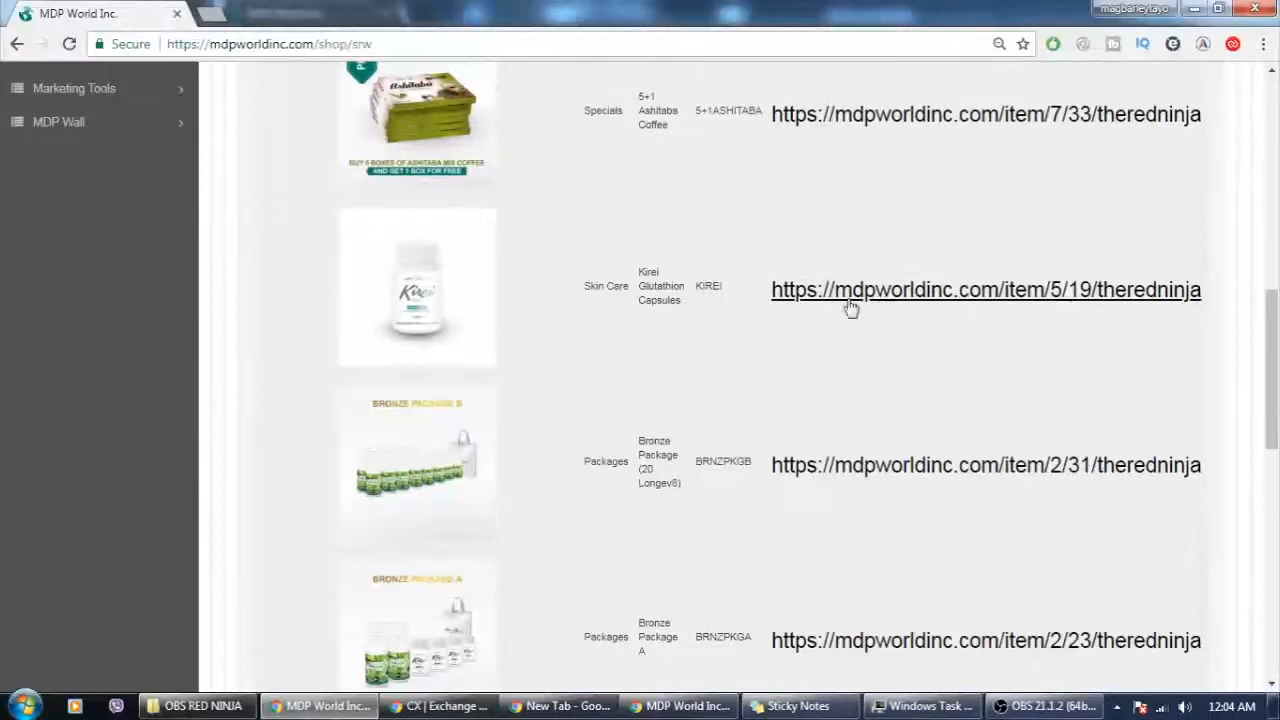 MDP World Inc.
magbarleytayo
Secure
https://mdpworldinc.com/shop/srw
Marketing Tools
MDP Wall
Ashitaba
BUY 5 BOXES OF ASHITABA MIX COFFEE
AND GET 1 BOX FOR FREE
Specials
5+1
Ashitaba
Coffee
5+1ASHITABA
https://mdpworldinc.com/item/7/33/theredninja
Kirei
Skin Care
Kirei
Glutathion
Capsules
KIREI
https://mdpworldinc.com/item/5/19/theredninja
BRONZE PACKAGE B
Packages
Bronze
Package
(20
Longev8)
BRNZPKGB
https://mdpworldinc.com/item/2/31/theredninja
BRONZE PACKAGE A
Packages
Bronze
Package
A
BRNZPKGA
https://mdpworldinc.com/item/2/23/theredninja
OBS RED NINJA
MDP World Inc...
CX | Exchange ...
New Tab - Goo...
MDP World Inc...
Sticky Notes
Windows Task ...
OBS 21.1.2 (64b...
12:04 AM